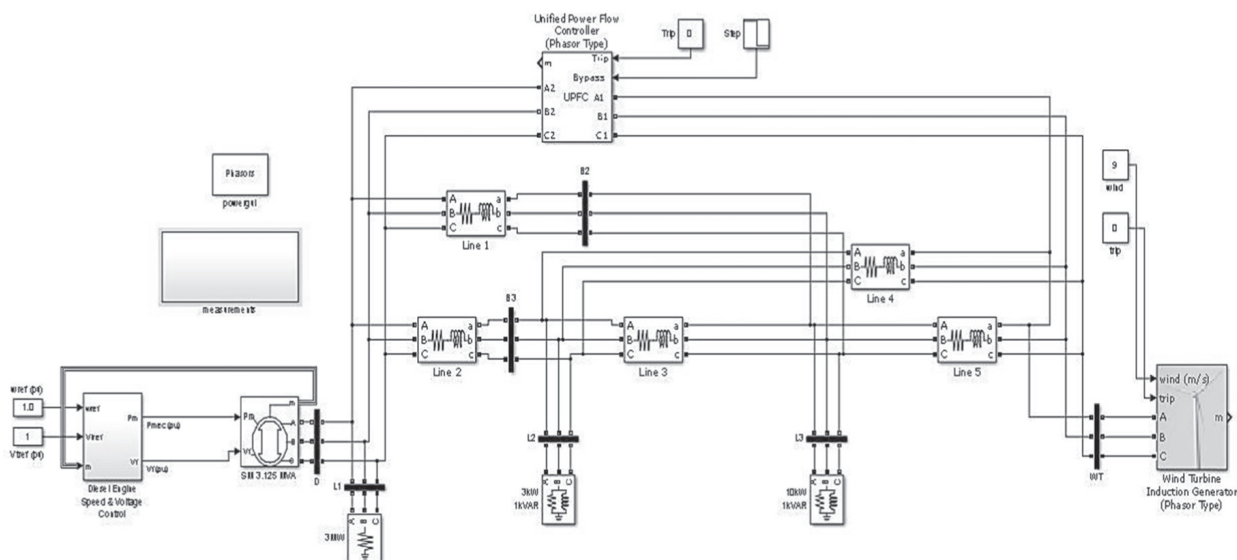 Unified Power Flow
Controller
(Phasor Type)
Trip
0
Step
m
Trip
Bypass
A2
UPFC
A1
B2
B1
C2
C1
Phasors
powergui
measurements
A
B
C
a
b
c
Line 1
B2
9
wind
0
trip
A
B
C
a
b
c
Line 4
B3
A
B
C
a
b
c
Line 2
A
B
C
a
b
c
Line 3
A
B
C
a
b
c
Line 5
wref (pu)
1.0
1
Vtref (pu)
wref
Vtref
m
Pm
Vf
Pmec(pu)
Vf(pu)
Diesel Engine
Speed & Voltage
Control
Pm
Vf
m
A
B
C
SM 3.125 MVA
D
L1
A B C
3MW
L2
A B C
3kW
1kVAR
L3
A B C
10kW
1kVAR
WT
wind (m/s)
trip
A
B
C
m
Wind Turbine
Induction Generator
(Phasor Type)